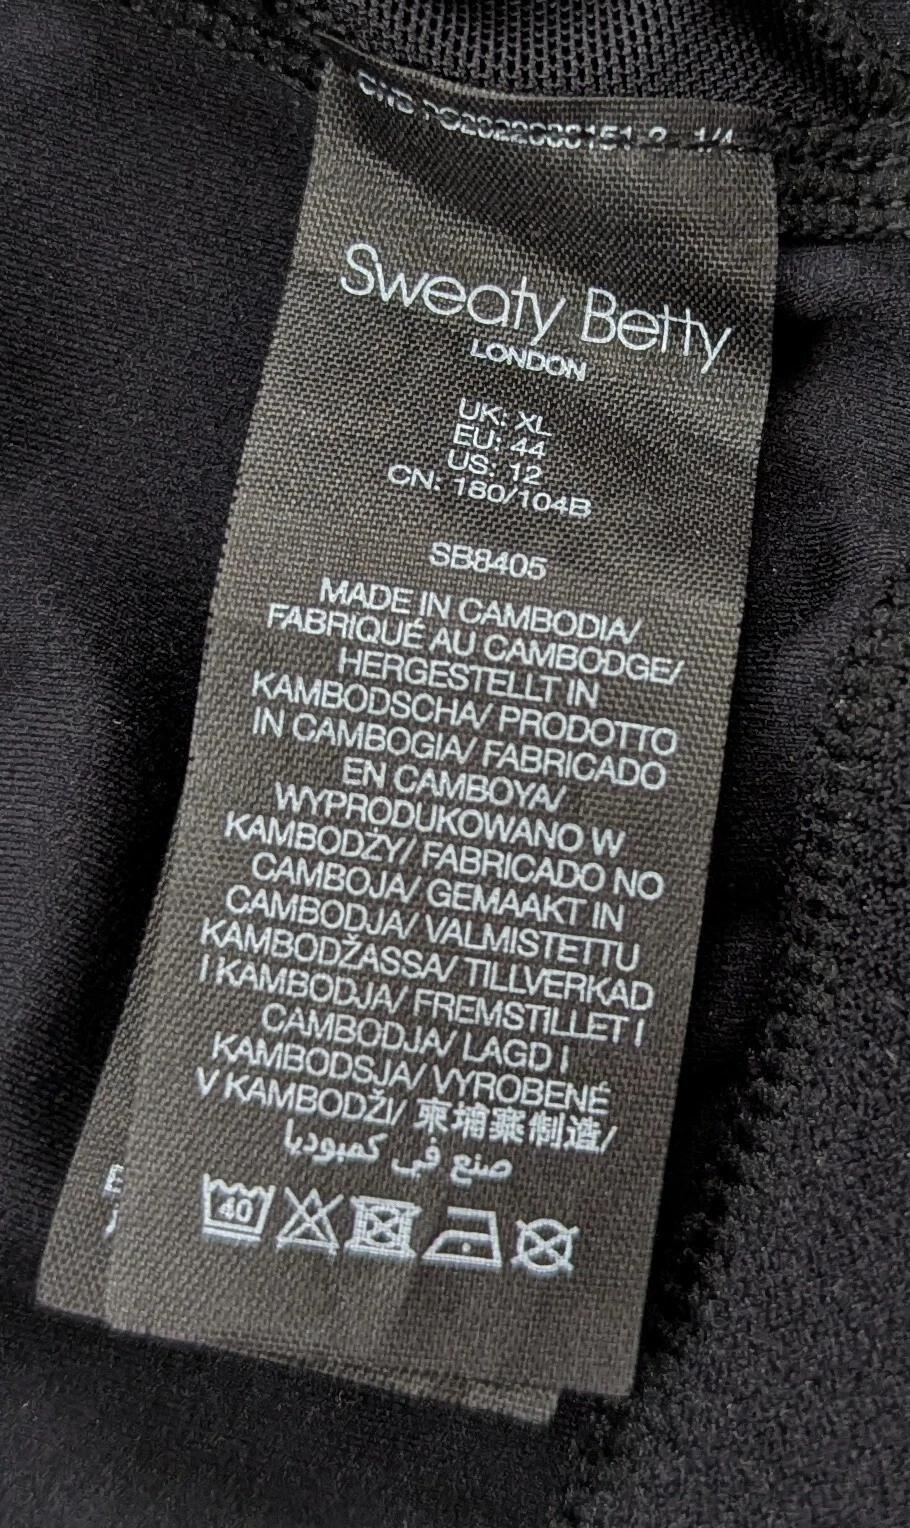 Sweaty Betty
LONDON
UK: XL
EU: 44
US: 12
CN: 180/104B
SB8405
MADE IN CAMBODIA/
FABRIQUÉ AU CAMBODGE/
HERGESTELLT IN
KAMBODSCHA/ PRODOTTO
IN CAMBOGIA/ FABRICADO
EN CAMBOYA/
WYPRODUKOWANO W
KAMBODŻY/ FABRICADO NO
CAMBOJA/ GEMAAKT IN
CAMBODJA/ VALMISTETTU
KAMBODŽASSA/ TILLVERKAD
I KAMBODJA/ FREMSTILLET I
CAMBODJA/ LAGD I
KAMBODSJA/ VYROBENÉ
V KAMBODŽI/ 柬埔寨制造/
صنع في كمبوديا
40